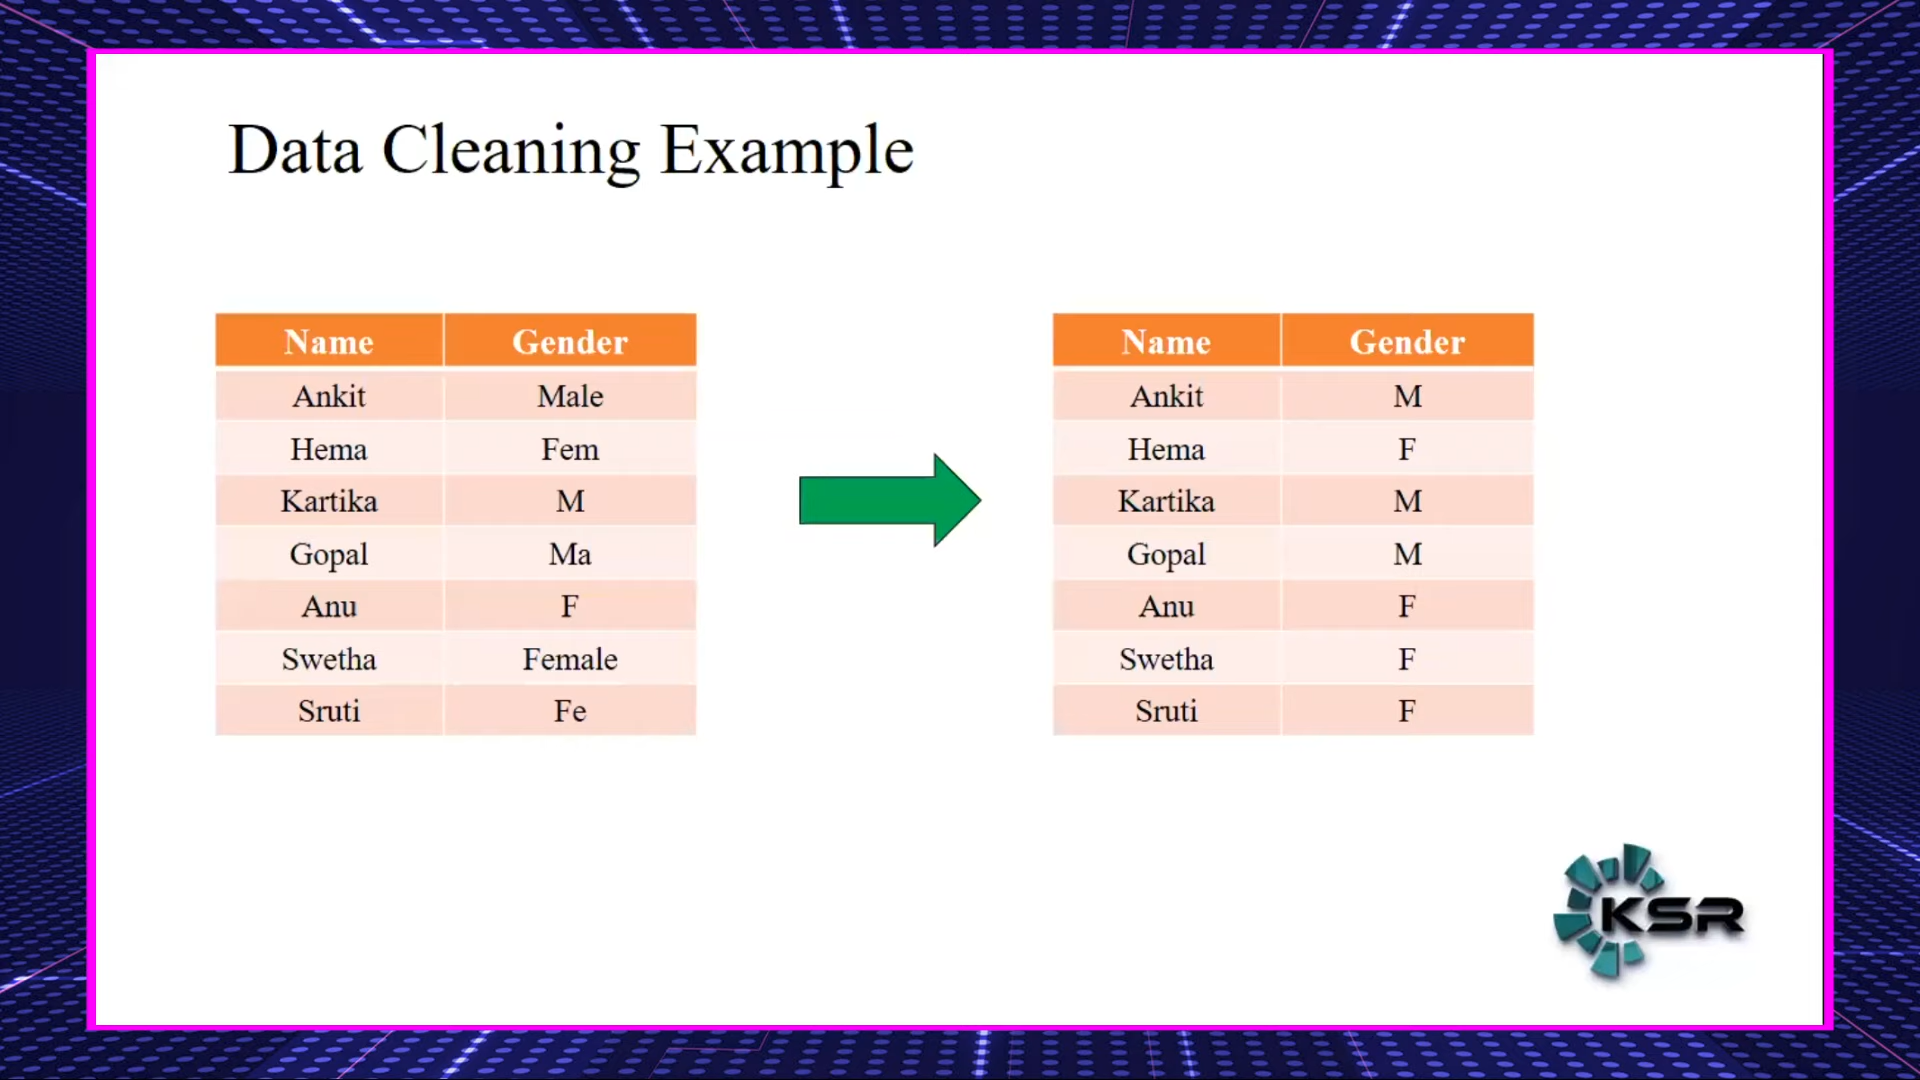 Data Cleaning Example
Name Gender
Ankit Male
Hema Fem
Kartika M
Gopal Ma
Anu F
Swetha Female
Sruti Fe
Name Gender
Ankit M
Hema F
Kartika M
Gopal M
Anu F
Swetha F
Sruti F
KSR